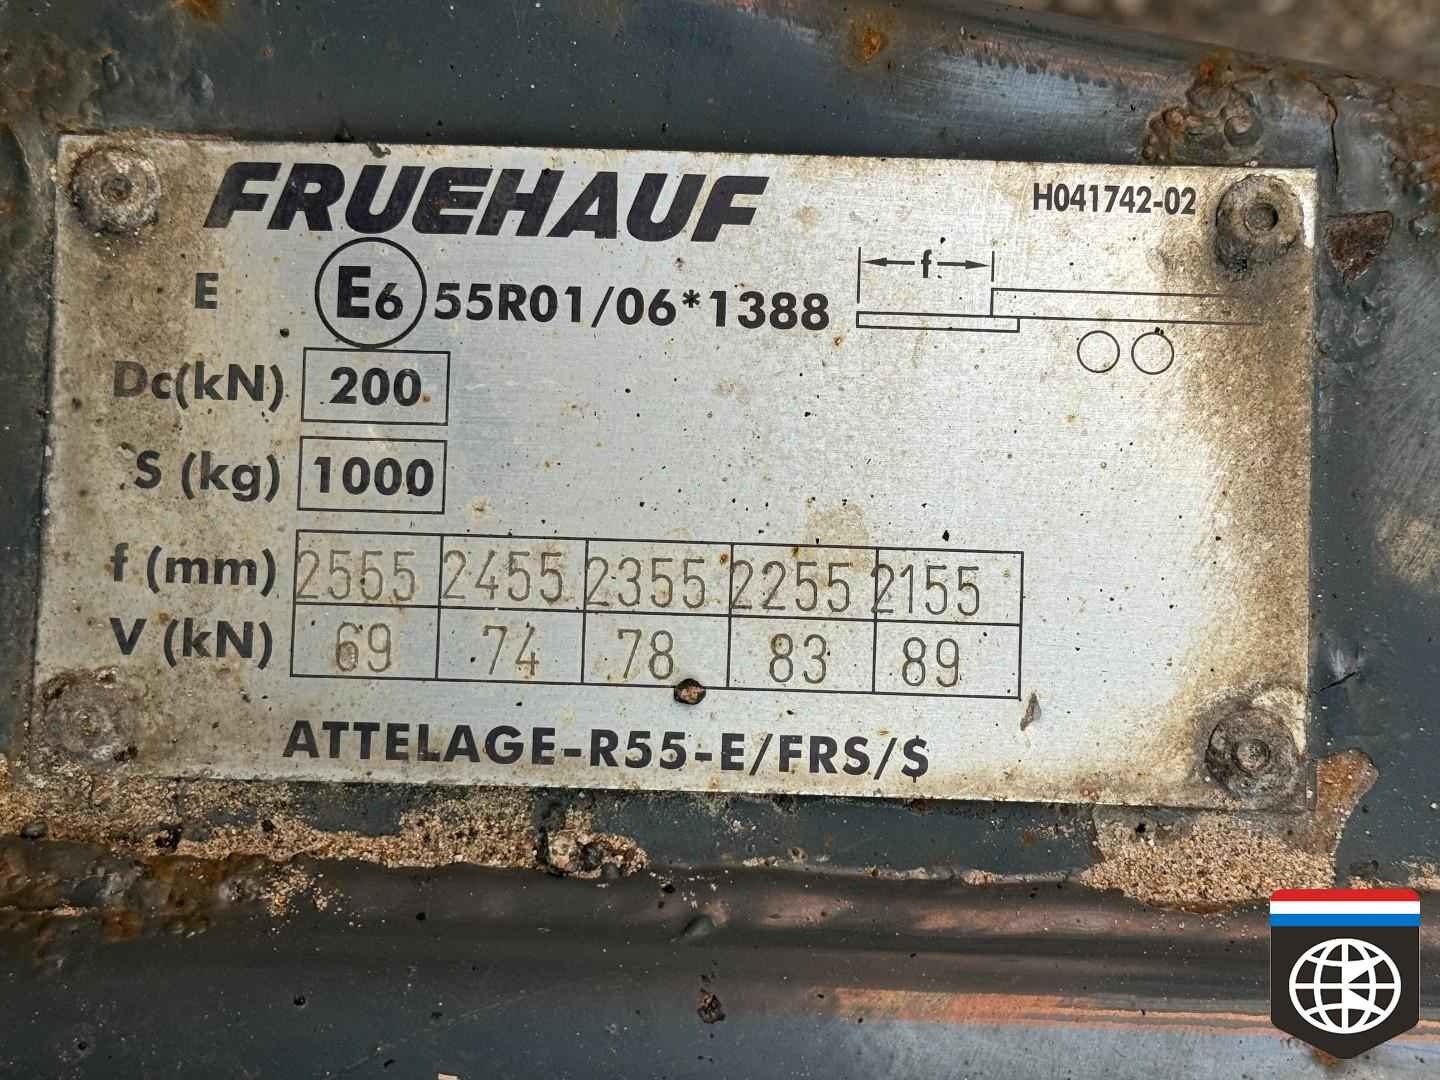 FRUEHAUF
H041742-02
E E6 55R01/06*1388
f
Dc(kN) 200
S (kg) 1000
f (mm) 2555 2455 2355 2255 2155
V (kN) 69 74 78 83 89
ATTELAGE-R55-E/FRS/S